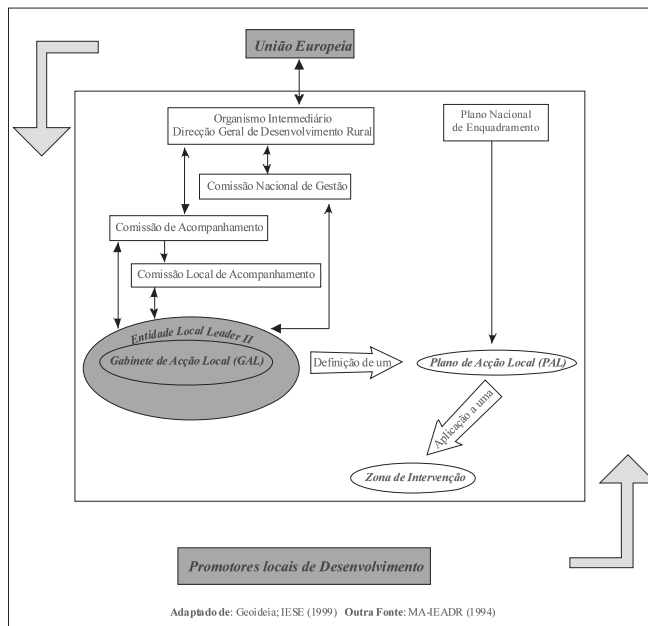 União Europeia
Organismo Intermediário
Direcção Geral de Desenvolvimento Rural
Plano Nacional
de Enquadramento
Comissão Nacional de Gestão
Comissão de Acompanhamento
Comissão Local de Acompanhamento
Entidade Local Leader II
Gabinete de Acção Local (GAL)
Definição de um
Plano de Acção Local (PAL)
Aplicação a uma
Zona de Intervenção
Promotores locais de Desenvolvimento
Adaptado de: Geoideia; IESE (1999) Outra Fonte: MA-IEADR (1994)